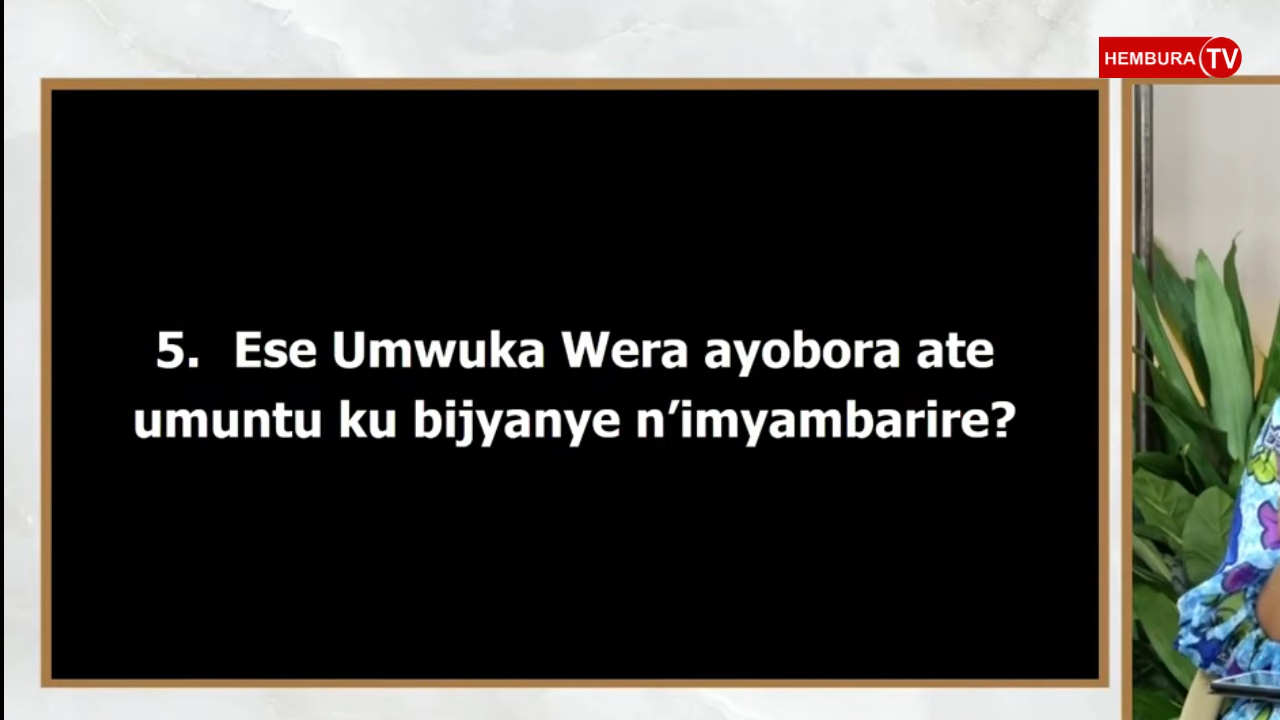 HEMBURA TV
5. Ese Umwuka Wera ayobora ate
umuntu ku bijyanye n’imyambarire?